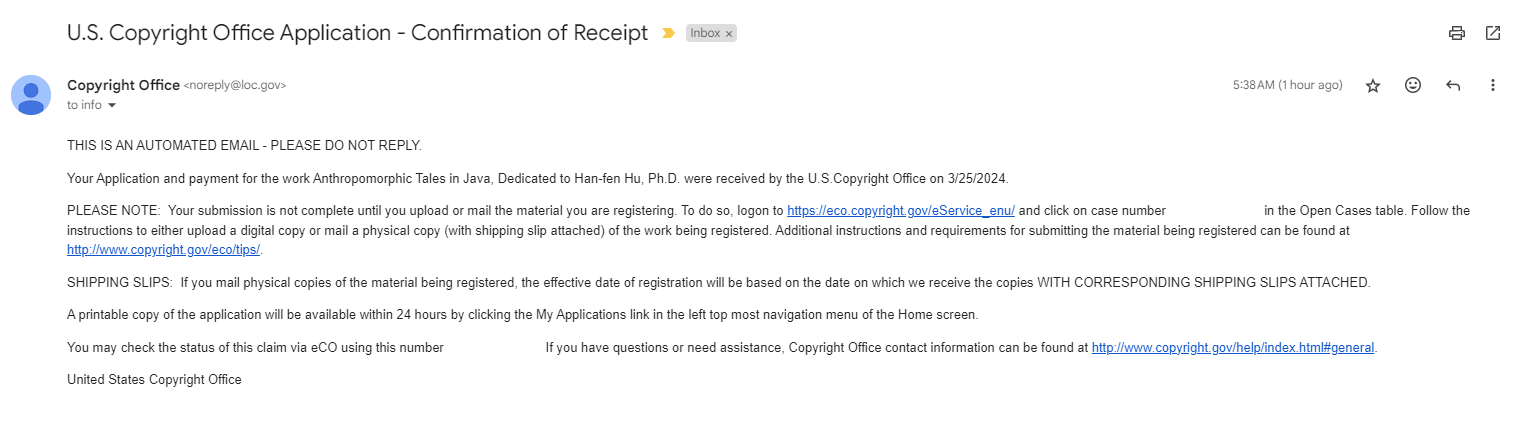 U.S. Copyright Office Application - Confirmation of Receipt Inbox ×
Copyright Office <noreply@loc.gov> 5:38 AM (1 hour ago)
to info
THIS IS AN AUTOMATED EMAIL - PLEASE DO NOT REPLY.
Your Application and payment for the work Anthropomorphic Tales in Java, Dedicated to Han-fen Hu, Ph.D. were received by the U.S.Copyright Office on 3/25/2024.
PLEASE NOTE:  Your submission is not complete until you upload or mail the material you are registering. To do so, logon to https://eco.copyright.gov/eService_enu/ and click on case number in the Open Cases table. Follow the
instructions to either upload a digital copy or mail a physical copy (with shipping slip attached) of the work being registered. Additional instructions and requirements for submitting the material being registered can be found at
http://www.copyright.gov/eco/tips/.
SHIPPING SLIPS:  If you mail physical copies of the material being registered, the effective date of registration will be based on the date on which we receive the copies WITH CORRESPONDING SHIPPING SLIPS ATTACHED.
A printable copy of the application will be available within 24 hours by clicking the My Applications link in the left top most navigation menu of the Home screen.
You may check the status of this claim via eCO using this number If you have questions or need assistance, Copyright Office contact information can be found at http://www.copyright.gov/help/index.html#general.
United States Copyright Office